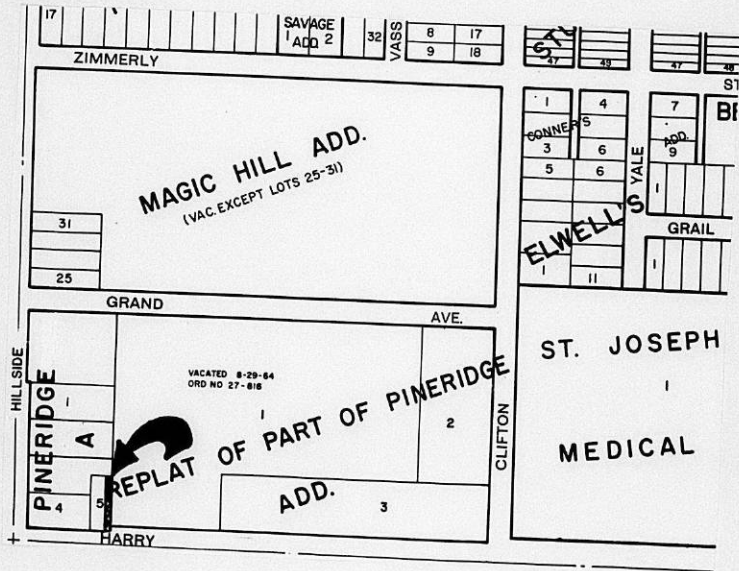 17
SAVAGE
1 ADD. 2
32
VASS
8 17
9 18
47 49
47 48
ZIMMERLY
ST
MAGIC HILL ADD.
(VAC. EXCEPT LOTS 25-31)
31
25
1 4
CONNER'S
3 6
5 6
ELWELL'S
1 11
YALE
7
ADD.
9
1
BE
GRAIL
1
GRAND AVE.
HILLSIDE
PINERIDGE
1
A
4
5
VACATED 8-29-64
ORD NO 27-816
1
REPLAT OF PART OF PINERIDGE
ADD.
2
3
CLIFTON
ST. JOSEPH
1
MEDICAL
HARRY